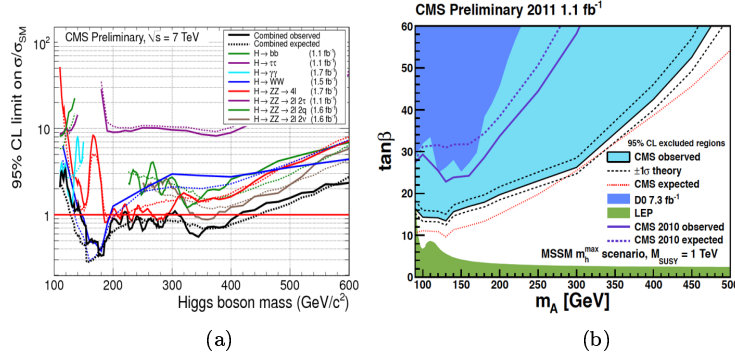 CMS Preliminary, √s = 7 TeV
Combined observed
Combined expected
H → bb (1.1 fb⁻¹)
H → ττ (1.1 fb⁻¹)
H → γγ (1.7 fb⁻¹)
H → WW (1.5 fb⁻¹)
H → ZZ → 4l (1.7 fb⁻¹)
H → ZZ → 2l 2τ (1.1 fb⁻¹)
H → ZZ → 2l 2q (1.6 fb⁻¹)
H → ZZ → 2l 2ν (1.6 fb⁻¹)
95% CL limit on σ/σSM
10²
10
1
100 200 300 400 500 600
Higgs boson mass (GeV/c²)
(a)
CMS Preliminary 2011 1.1 fb⁻¹
tanβ
60
50
40
30
20
10
0
95% CL excluded regions
CMS observed
±1σ theory
CMS expected
D0 7.3 fb⁻¹
LEP
CMS 2010 observed
CMS 2010 expected
MSSM mₕᵐᵃˣ scenario, MSUSY = 1 TeV
100 150 200 250 300 350 400 450 500
mA [GeV]
(b)